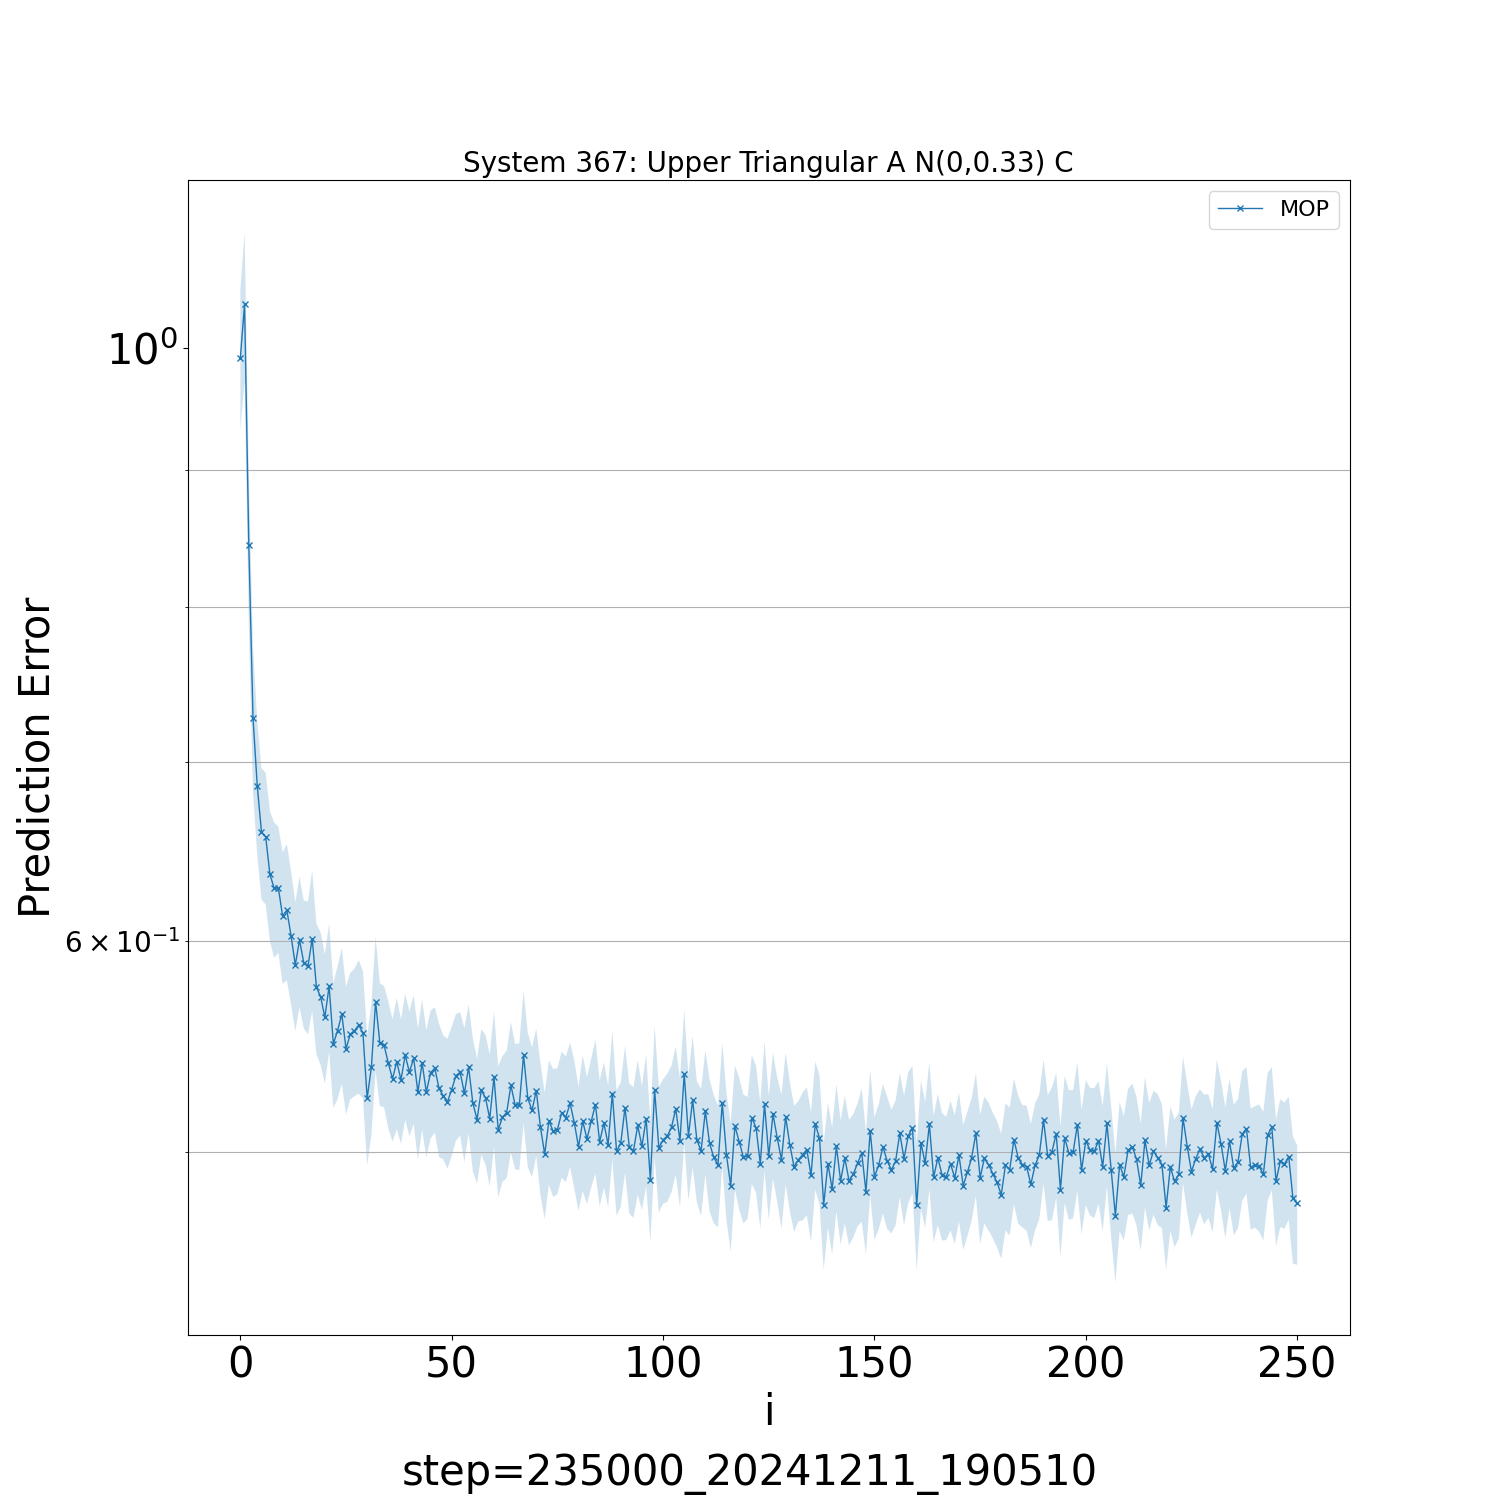 System 367: Upper Triangular A N(0,0.33) C
MOP
10⁰
6 × 10⁻¹
Prediction Error
0 50 100 150 200 250
i
step=235000_20241211_190510